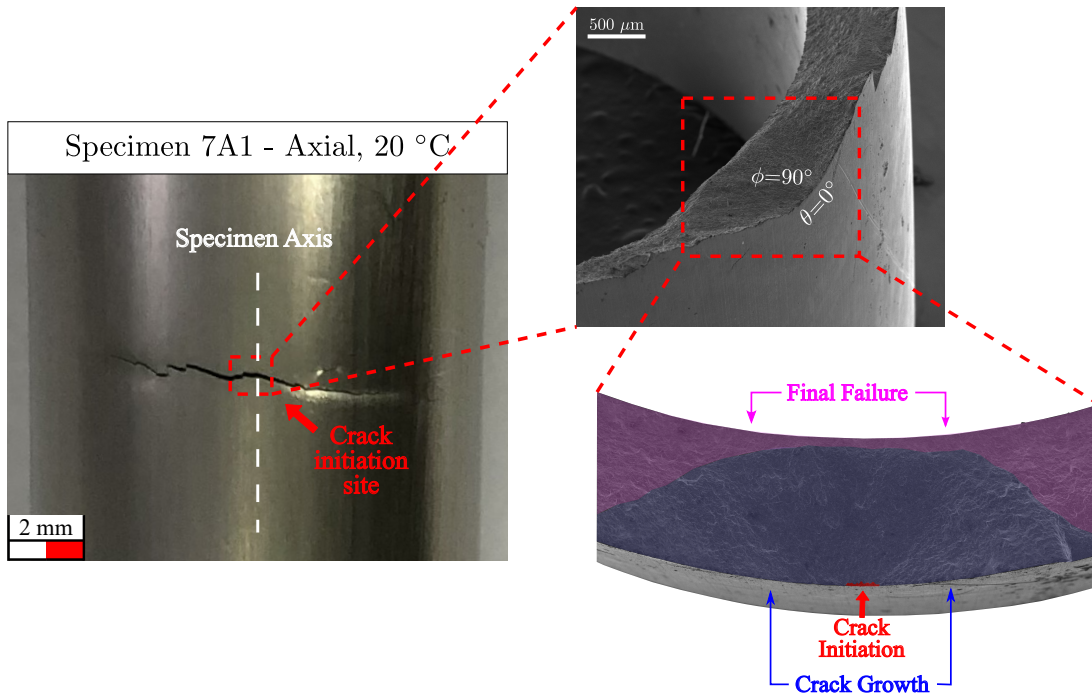 500 μm
Specimen 7A1 - Axial, 20 °C
ϕ=90°
θ=0°
Specimen Axis
Crack
initiation
site
2 mm
Final Failure
Crack
Initiation
Crack Growth